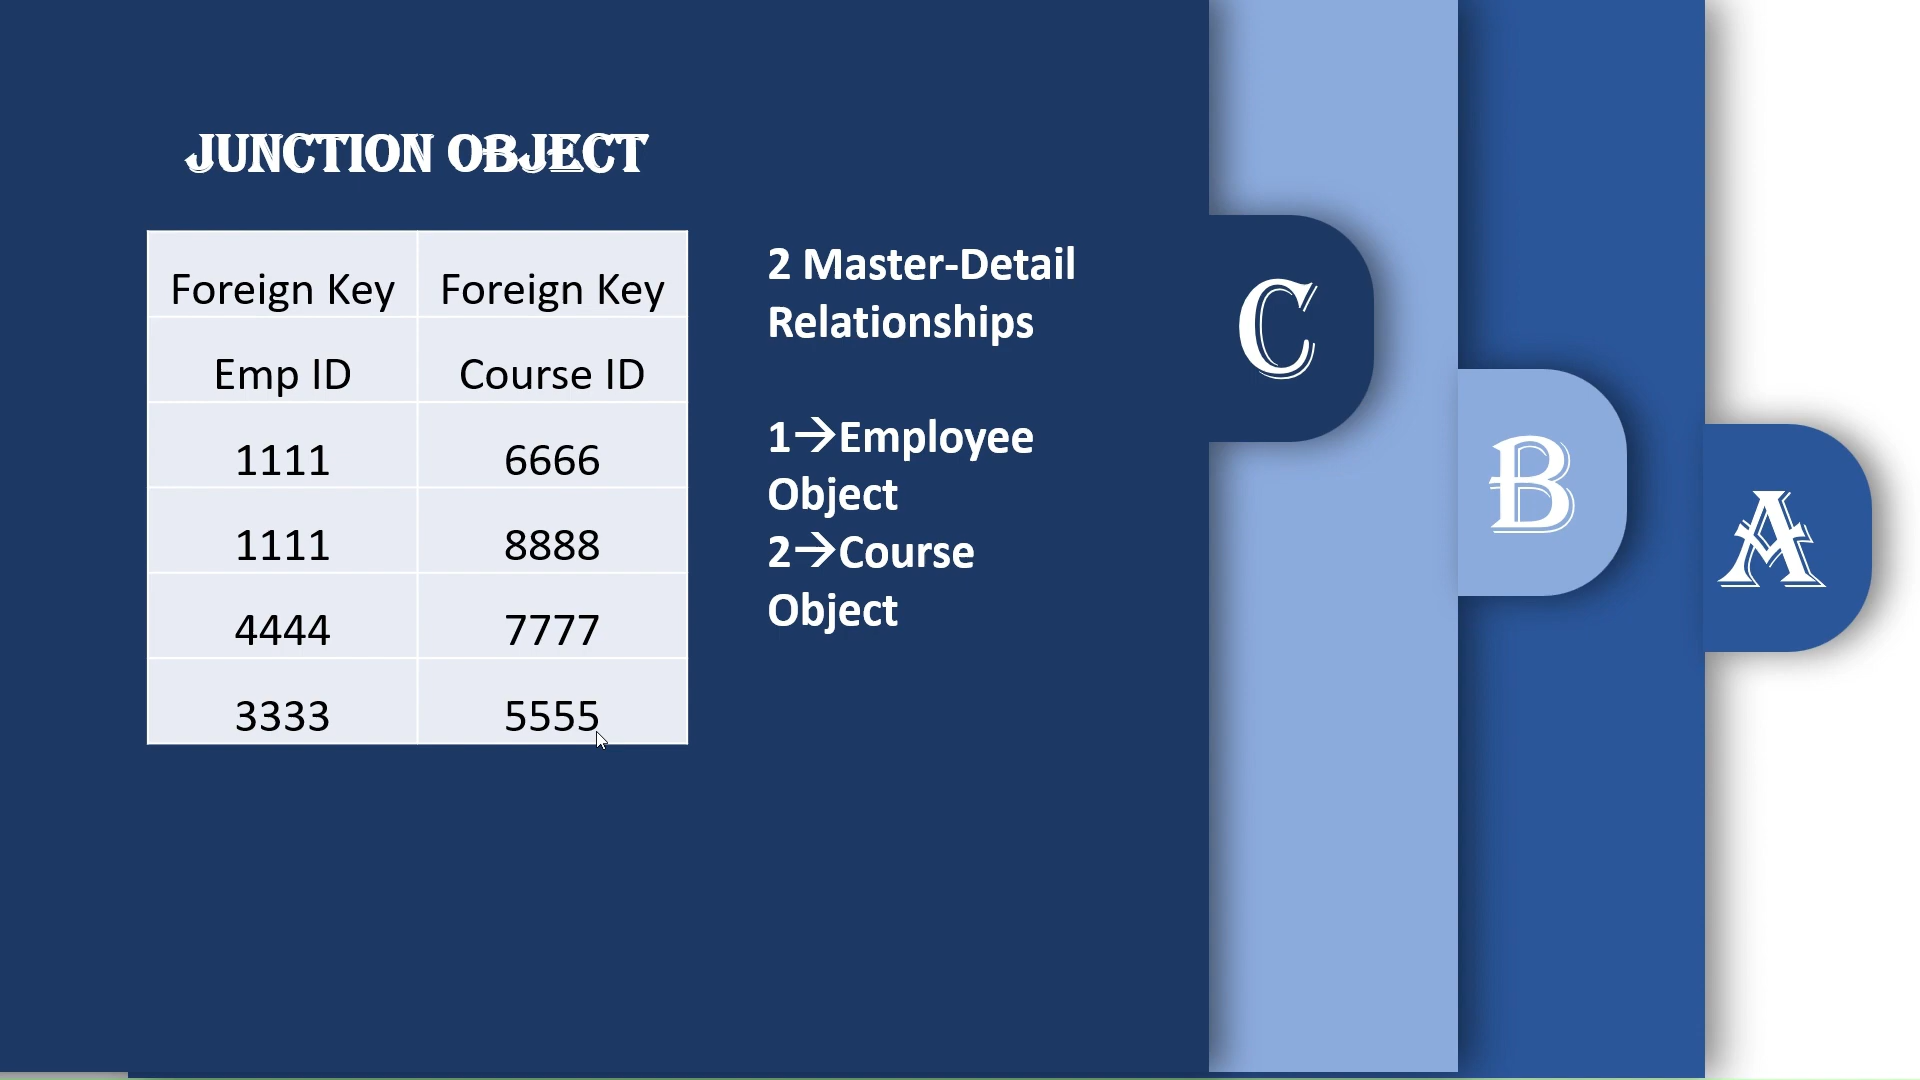 JUNCTION OBJECT
Foreign Key Foreign Key
Emp ID Course ID
1111 6666
1111 8888
4444 7777
3333 5555
2 Master-Detail
Relationships
1→Employee
Object
2→Course
Object
C
B
A